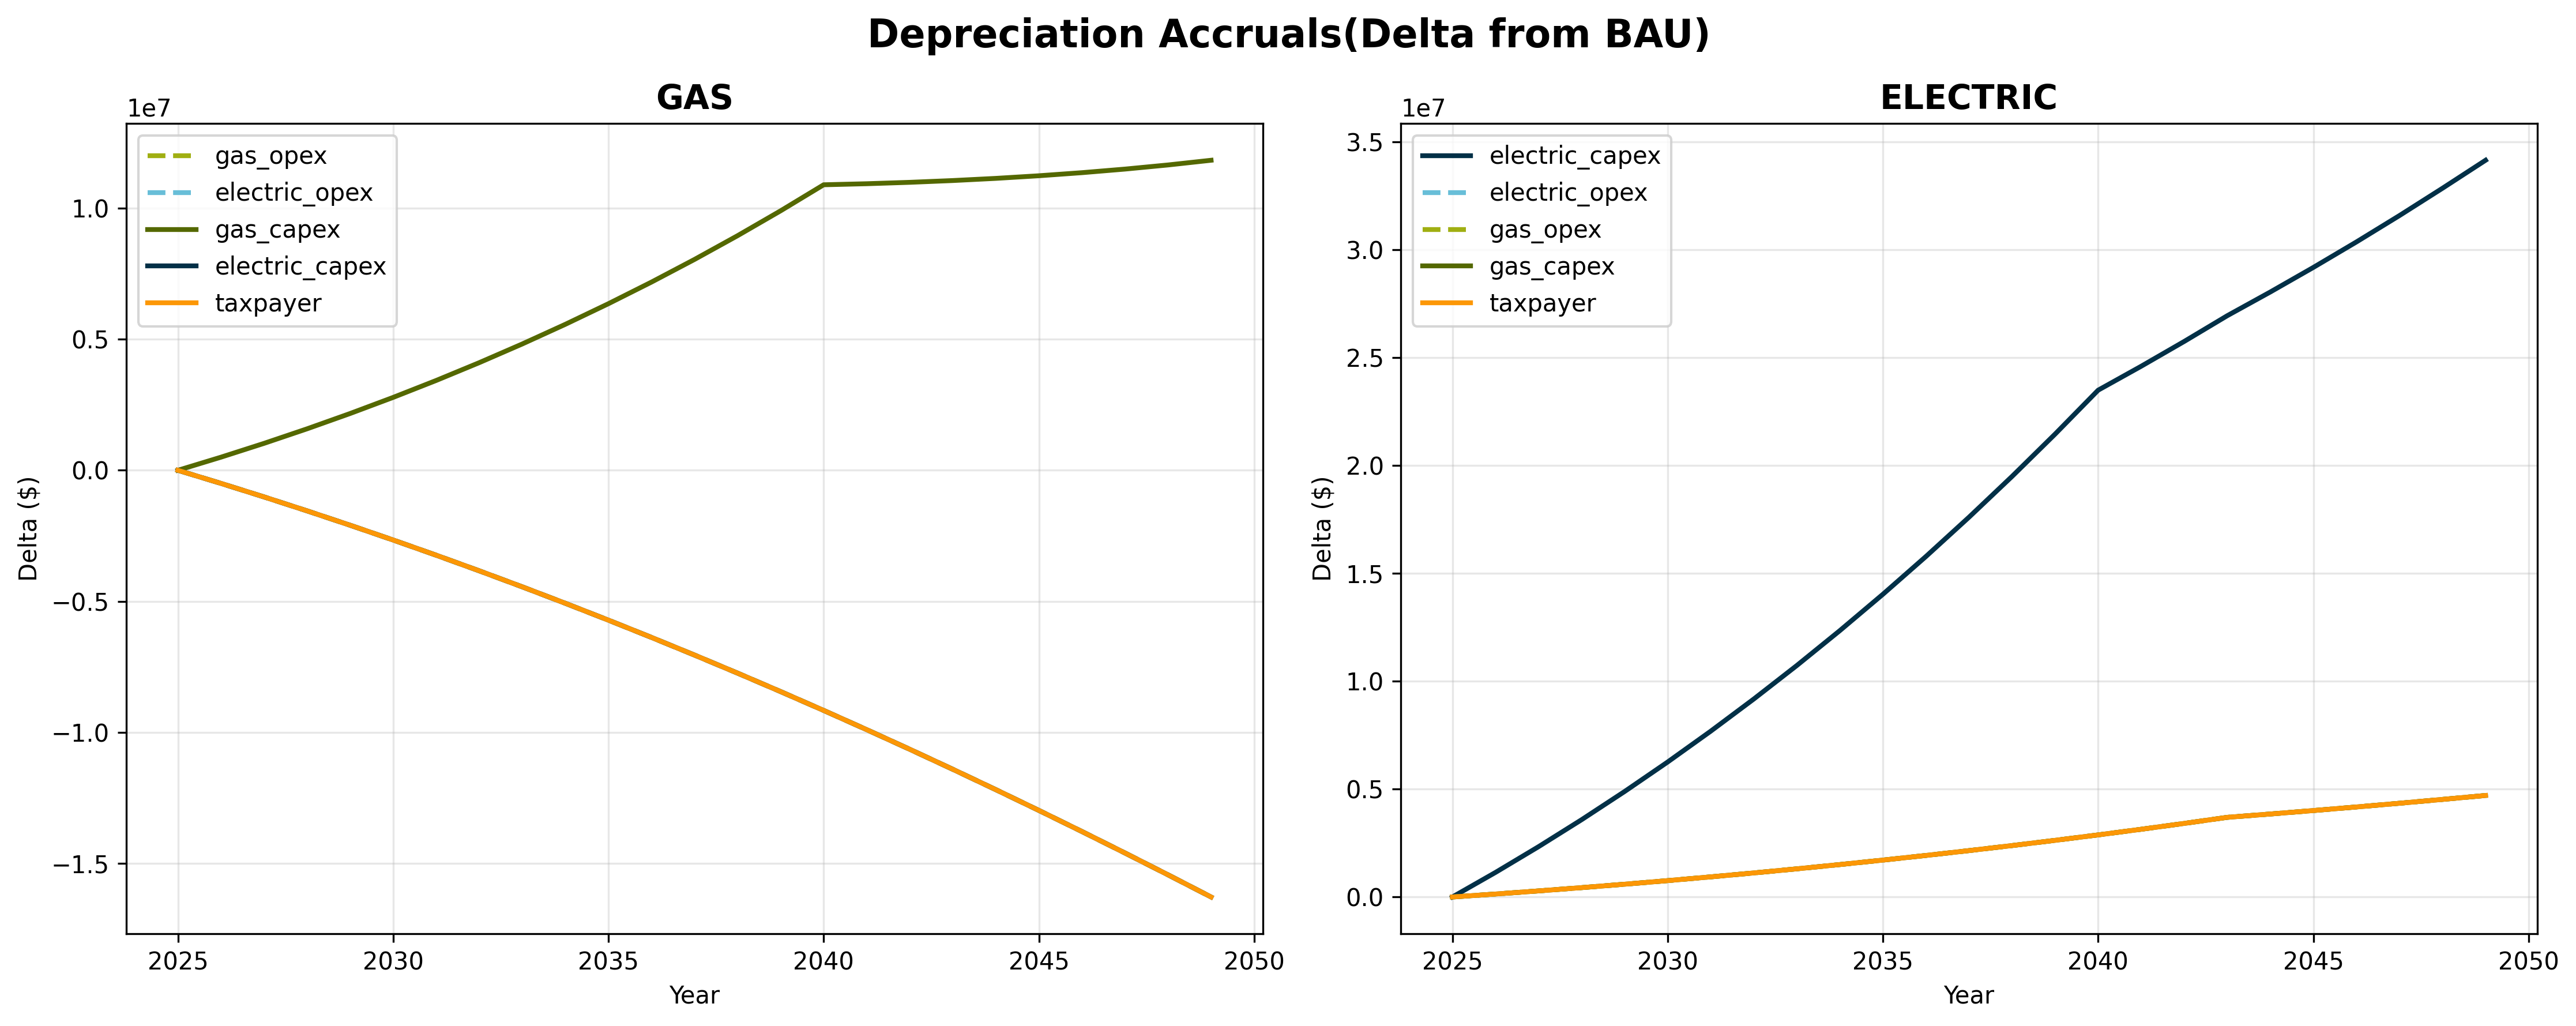 Depreciation Accruals(Delta from BAU)
GAS
1e7
gas_opex
electric_opex
gas_capex
electric_capex
taxpayer
1.0
0.5
0.0
−0.5
−1.0
−1.5
Delta ($)
2025 2030 2035 2040 2045 2050
Year
ELECTRIC
1e7
electric_capex
electric_opex
gas_opex
gas_capex
taxpayer
3.5
3.0
2.5
2.0
1.5
1.0
0.5
0.0
Delta ($)
2025 2030 2035 2040 2045 2050
Year